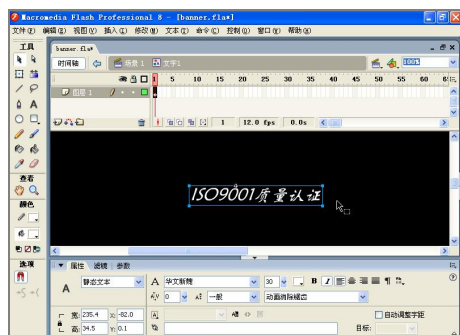 Macromedia Flash Professional 8 - [banner.fla*]
文件(F) 编辑(E) 视图(V) 插入(I) 修改(M) 文本(T) 命令(C) 控制(O) 窗口(W) 帮助(H)
工具
banner.fla*
时间轴 场景 1 文字1 100%
1 5 10 15 20 25 30 35 40 45 50 55 60
图层 1
1 12.0 fps 0.0s
查看
颜色
选项
ISO9001质量认证
属性 滤镜 参数
A 静态文本 A 华文新魏 30 B I
A/V 0 一般 动画消除锯齿
宽: 235.4 X: -82.0 自动调整字距
高: 34.5 Y: 0.1 目标: